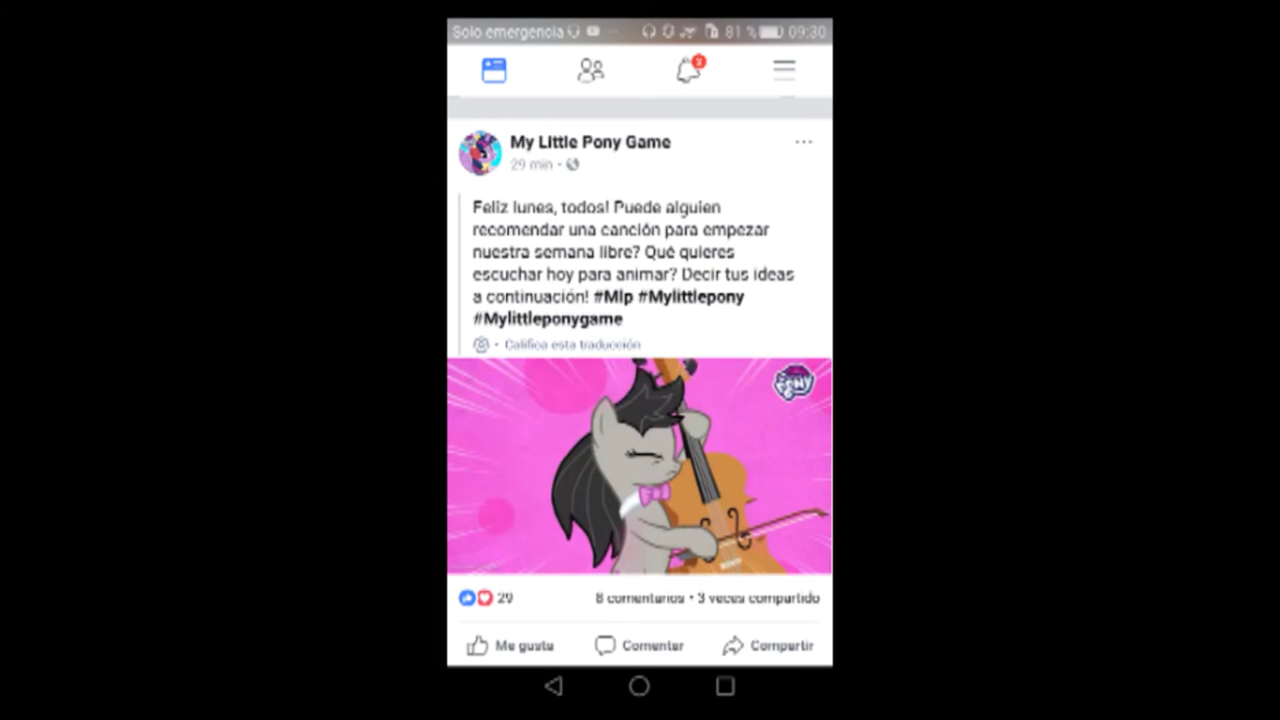 Solo emergencia 81 % 09:30
My Little Pony Game
29 min •
Feliz lunes, todos! Puede alguien
recomendar una canción para empezar
nuestra semana libre? Qué quieres
escuchar hoy para animar? Decir tus ideas
a continuación! #Mlp #Mylittlepony
#Mylittleponygame
• Califica esta traducción
PONY
29 8 comentarios • 3 veces compartido
Me gusta Comentar Compartir